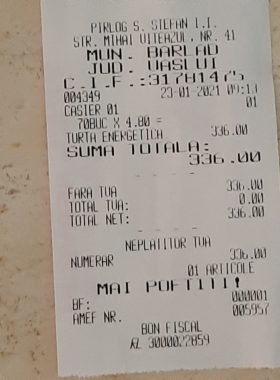 PIRLOG S. STEFAN I.I.
STR. MIHAI VITEAZUL, NR. 41
MUN. BARLAD
JUD. VASLUI
C.I.F.:31781475
004349 23-01-2021 09:13
CASIER 01
70BUC X 4.80 =
TURTA ENERGETICA 336.00
SUMA TOTALA:
336.00
FARA TVA 336.00
TOTAL TVA: 0.00
TOTAL NET: 336.00
NEPLATITOR TVA
NUMERAR 336.00
01 ARTICOLE
MAI POFTITI!
BF: 000001
AMEF NR. 005957
BON FISCAL
3000022859